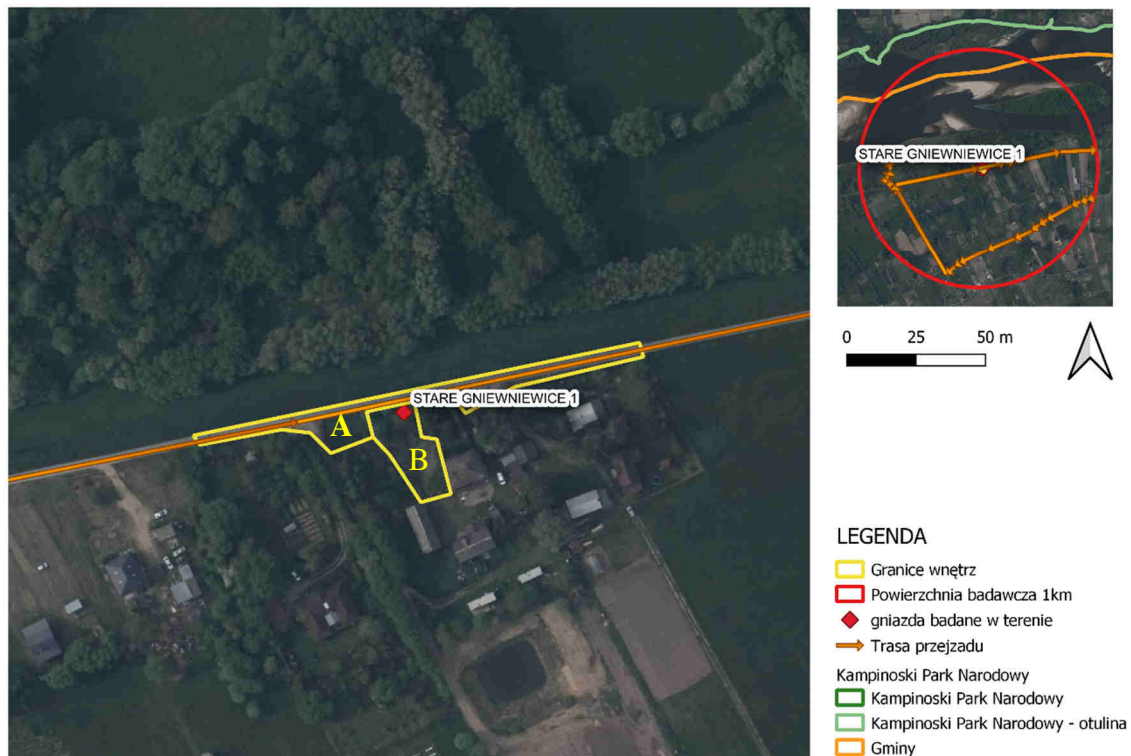 STARE GNIEWNIEWICE 1
STARE GNIEWNIEWICE 1
A
B
0 25 50 m
LEGENDA
Granice wnętrz
Powierzchnia badawcza 1km
gniazda badane w terenie
Trasa przejzadu
Kampinoski Park Narodowy
Kampinoski Park Narodowy
Kampinoski Park Narodowy - otulina
Gminy